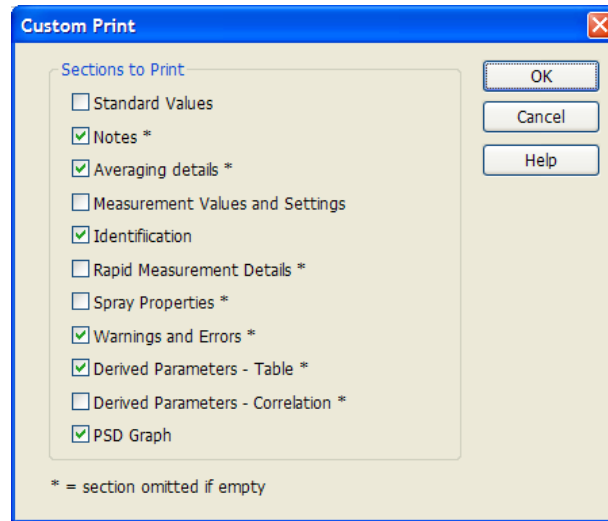 Custom Print
Sections to Print
Standard Values
Notes *
Averaging details *
Measurement Values and Settings
Identifiication
Rapid Measurement Details *
Spray Properties *
Warnings and Errors *
Derived Parameters - Table *
Derived Parameters - Correlation *
PSD Graph
* = section omitted if empty
OK
Cancel
Help